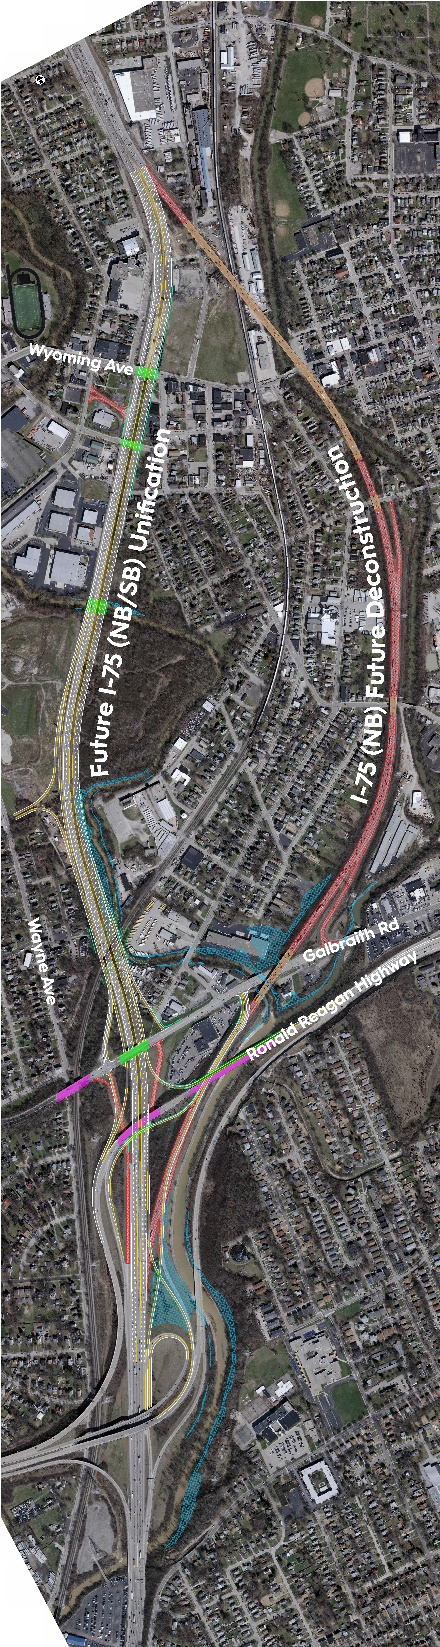 Wyoming Ave
Future I-75 (NB/SB) Unification
I-75 (NB) Future Deconstruction
Wayne Ave
Galbraith Rd
Ronald Reagan Highway